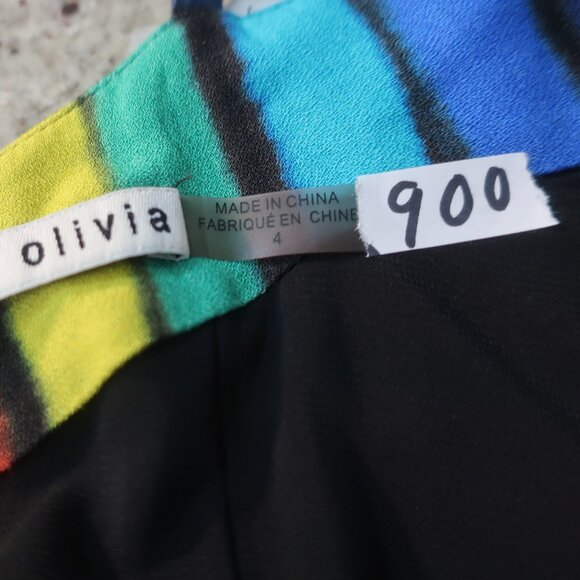 olivia
MADE IN CHINA
FABRIQUÉ EN CHINE
4
900